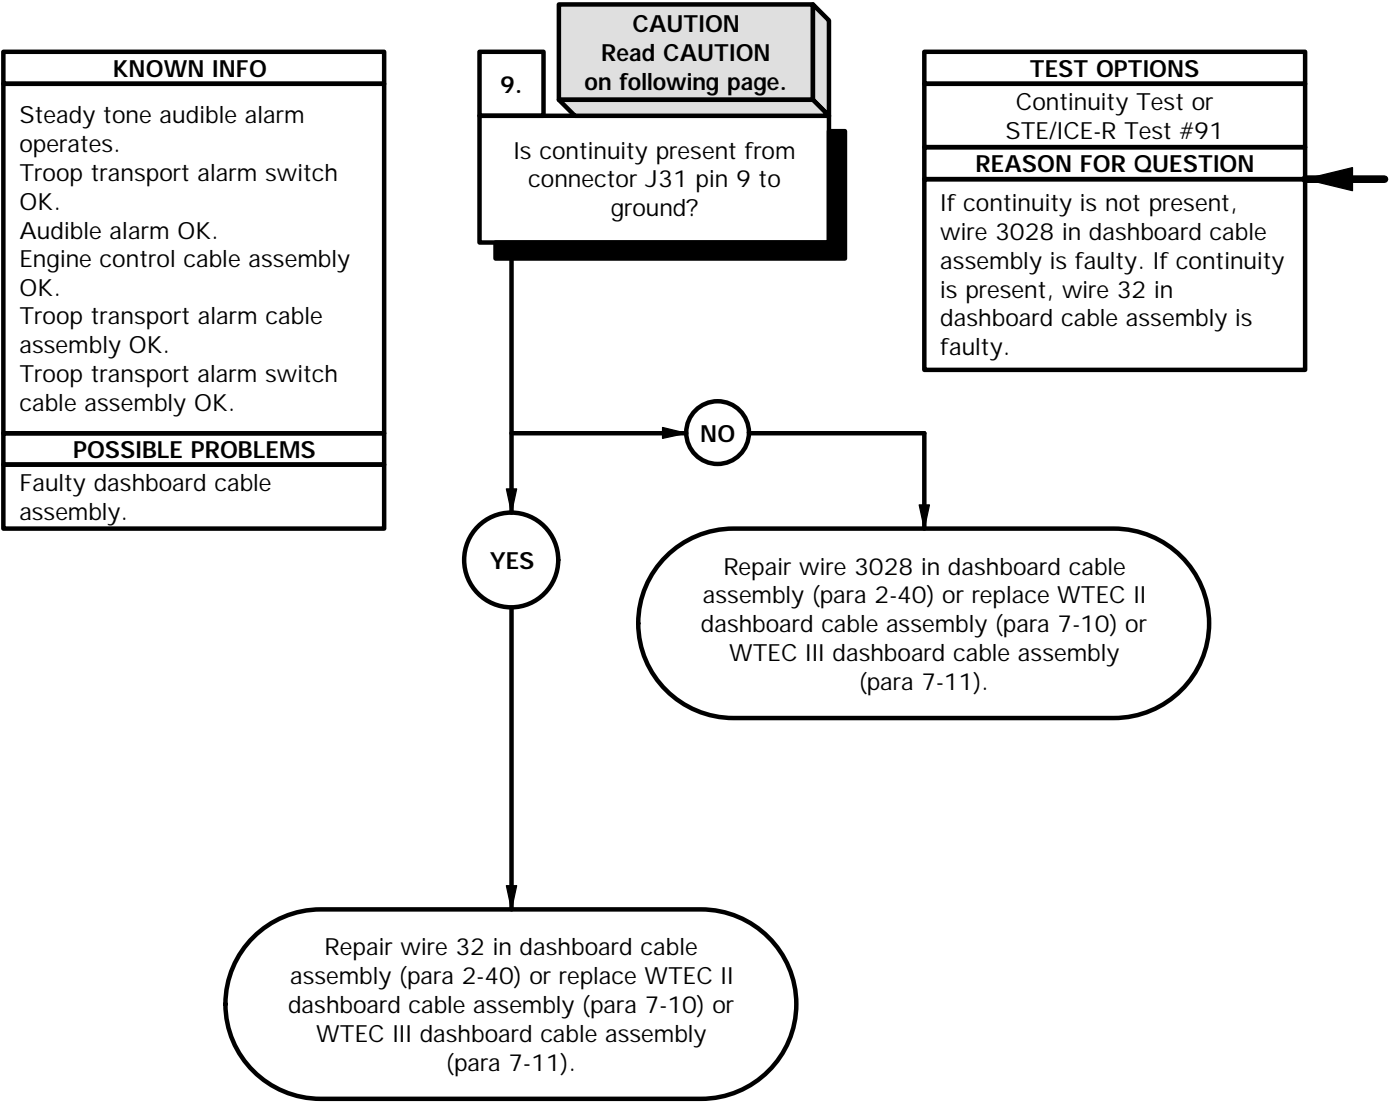 KNOWN INFO
Steady tone audible alarm
operates.
Troop transport alarm switch
OK.
Audible alarm OK.
Engine control cable assembly
OK.
Troop transport alarm cable
assembly OK.
Troop transport alarm switch
cable assembly OK.
POSSIBLE PROBLEMS
Faulty dashboard cable
assembly.
CAUTION
Read CAUTION
on following page.
9.
Is continuity present from
connector J31 pin 9 to
ground?
TEST OPTIONS
Continuity Test or
STE/ICE-R Test #91
REASON FOR QUESTION
If continuity is not present,
wire 3028 in dashboard cable
assembly is faulty. If continuity
is present, wire 32 in
dashboard cable assembly is
faulty.
NO
YES
Repair wire 3028 in dashboard cable
assembly (para 2-40) or replace WTEC II
dashboard cable assembly (para 7-10) or
WTEC III dashboard cable assembly
(para 7-11).
Repair wire 32 in dashboard cable
assembly (para 2-40) or replace WTEC II
dashboard cable assembly (para 7-10) or
WTEC III dashboard cable assembly
(para 7-11).